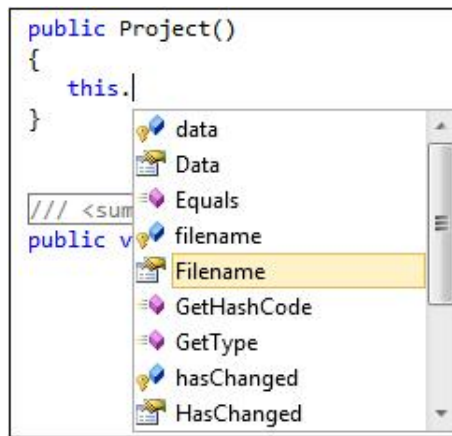 public Project()
{
this.
}
data
Data
Equals
/// <sum
filename
public v
Filename
GetHashCode
GetType
hasChanged
HasChanged